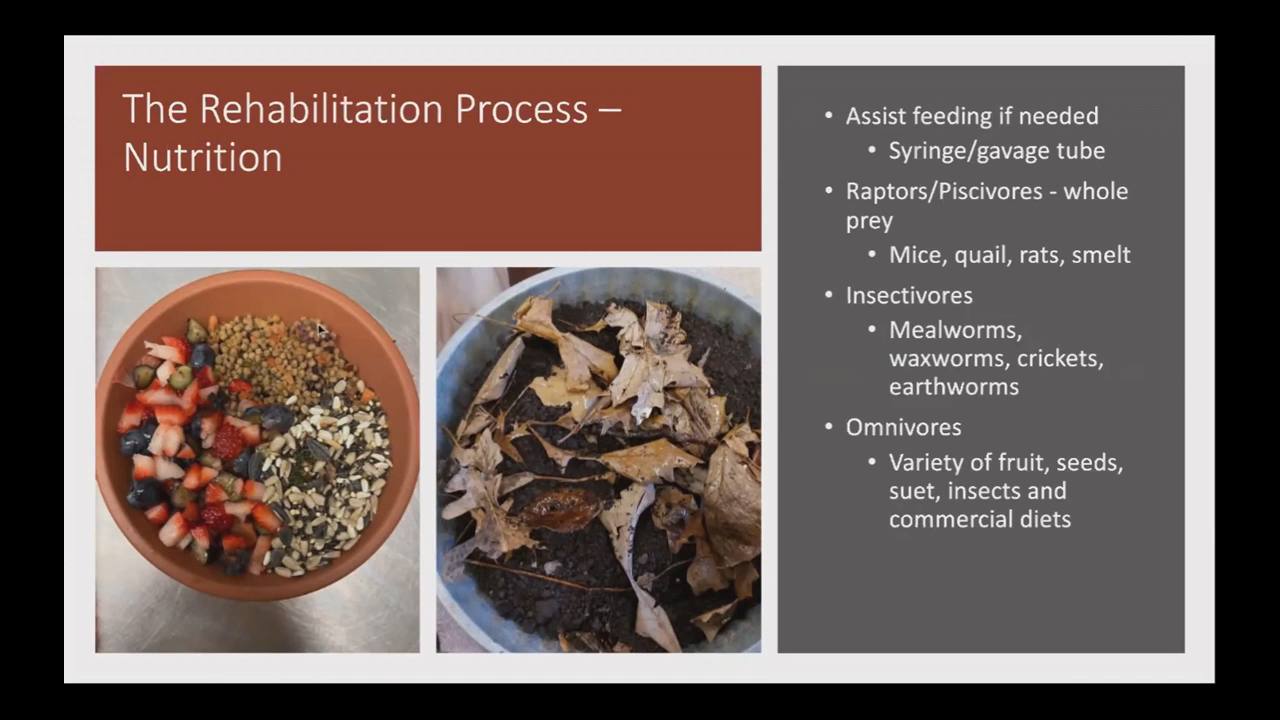 The Rehabilitation Process –
Nutrition
• Assist feeding if needed
• Syringe/gavage tube
• Raptors/Piscivores - whole
prey
• Mice, quail, rats, smelt
• Insectivores
• Mealworms,
waxworms, crickets,
earthworms
• Omnivores
• Variety of fruit, seeds,
suet, insects and
commercial diets